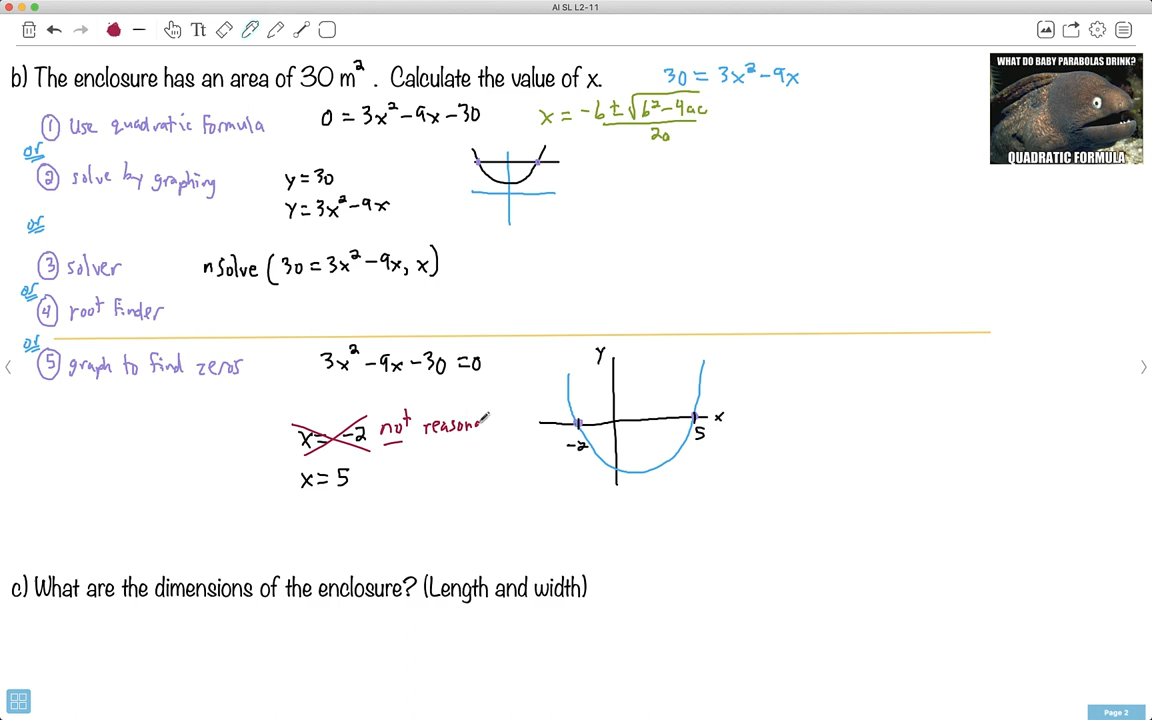 AI SL L2-11
Tt
b) The enclosure has an area of 30 m². Calculate the value of x.
30 = 3x² - 9x
WHAT DO BABY PARABOLAS DRINK?
QUADRATIC FORMULA
① Use quadratic formula
0 = 3x² - 9x - 30
x = -b ± √b² - 4ac / 2a
or
② solve by graphing
y = 30
y = 3x² - 9x
or
③ solver
nSolve (30 = 3x² - 9x, x)
or
④ root finder
or
⑤ graph to find zeros
3x² - 9x - 30 = 0
y
x
-2
5
x = -2 not reasona
x = 5
c) What are the dimensions of the enclosure? (Length and width)
Page 2